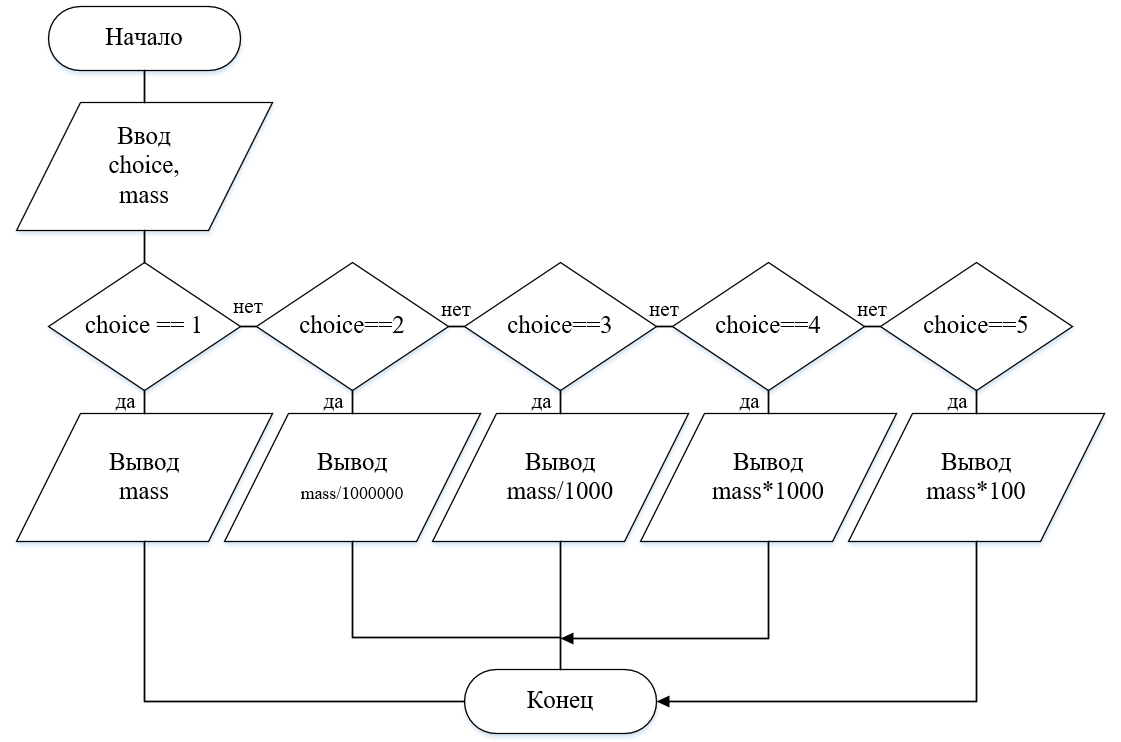 Начало
Ввод
choice,
mass
choice == 1
нет
choice==2
нет
choice==3
нет
choice==4
нет
choice==5
да
да
да
да
да
Вывод
mass
Вывод
mass/1000000
Вывод
mass/1000
Вывод
mass*1000
Вывод
mass*100
Конец